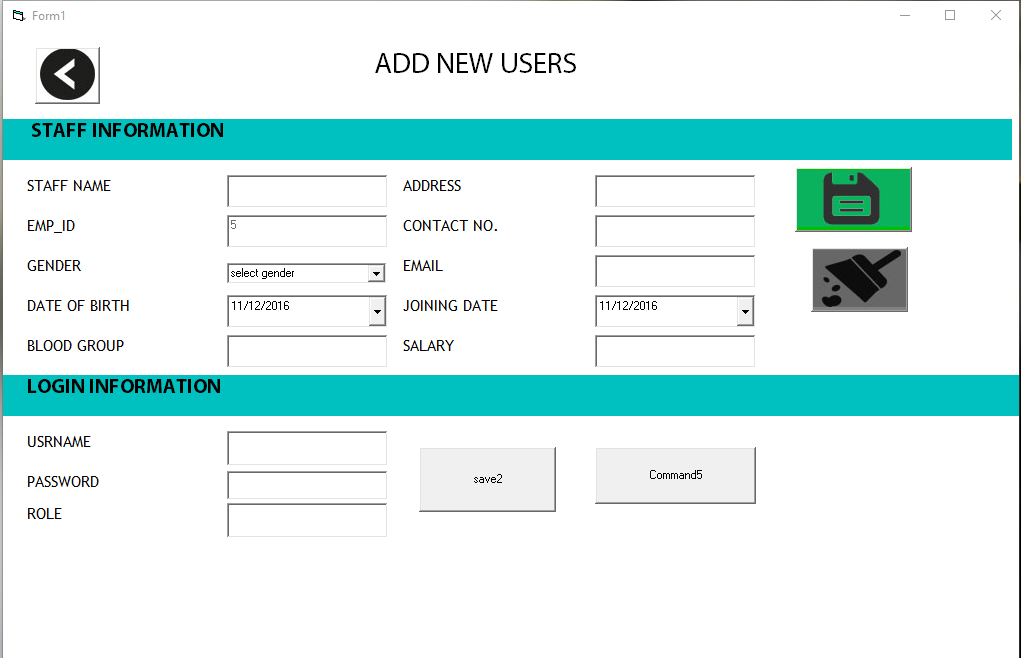 Form1
ADD NEW USERS
STAFF INFORMATION
STAFF NAME
ADDRESS
EMP_ID
5
CONTACT NO.
GENDER
select gender
EMAIL
DATE OF BIRTH
11/12/2016
JOINING DATE
11/12/2016
BLOOD GROUP
SALARY
LOGIN INFORMATION
USRNAME
PASSWORD
ROLE
save2
Command5